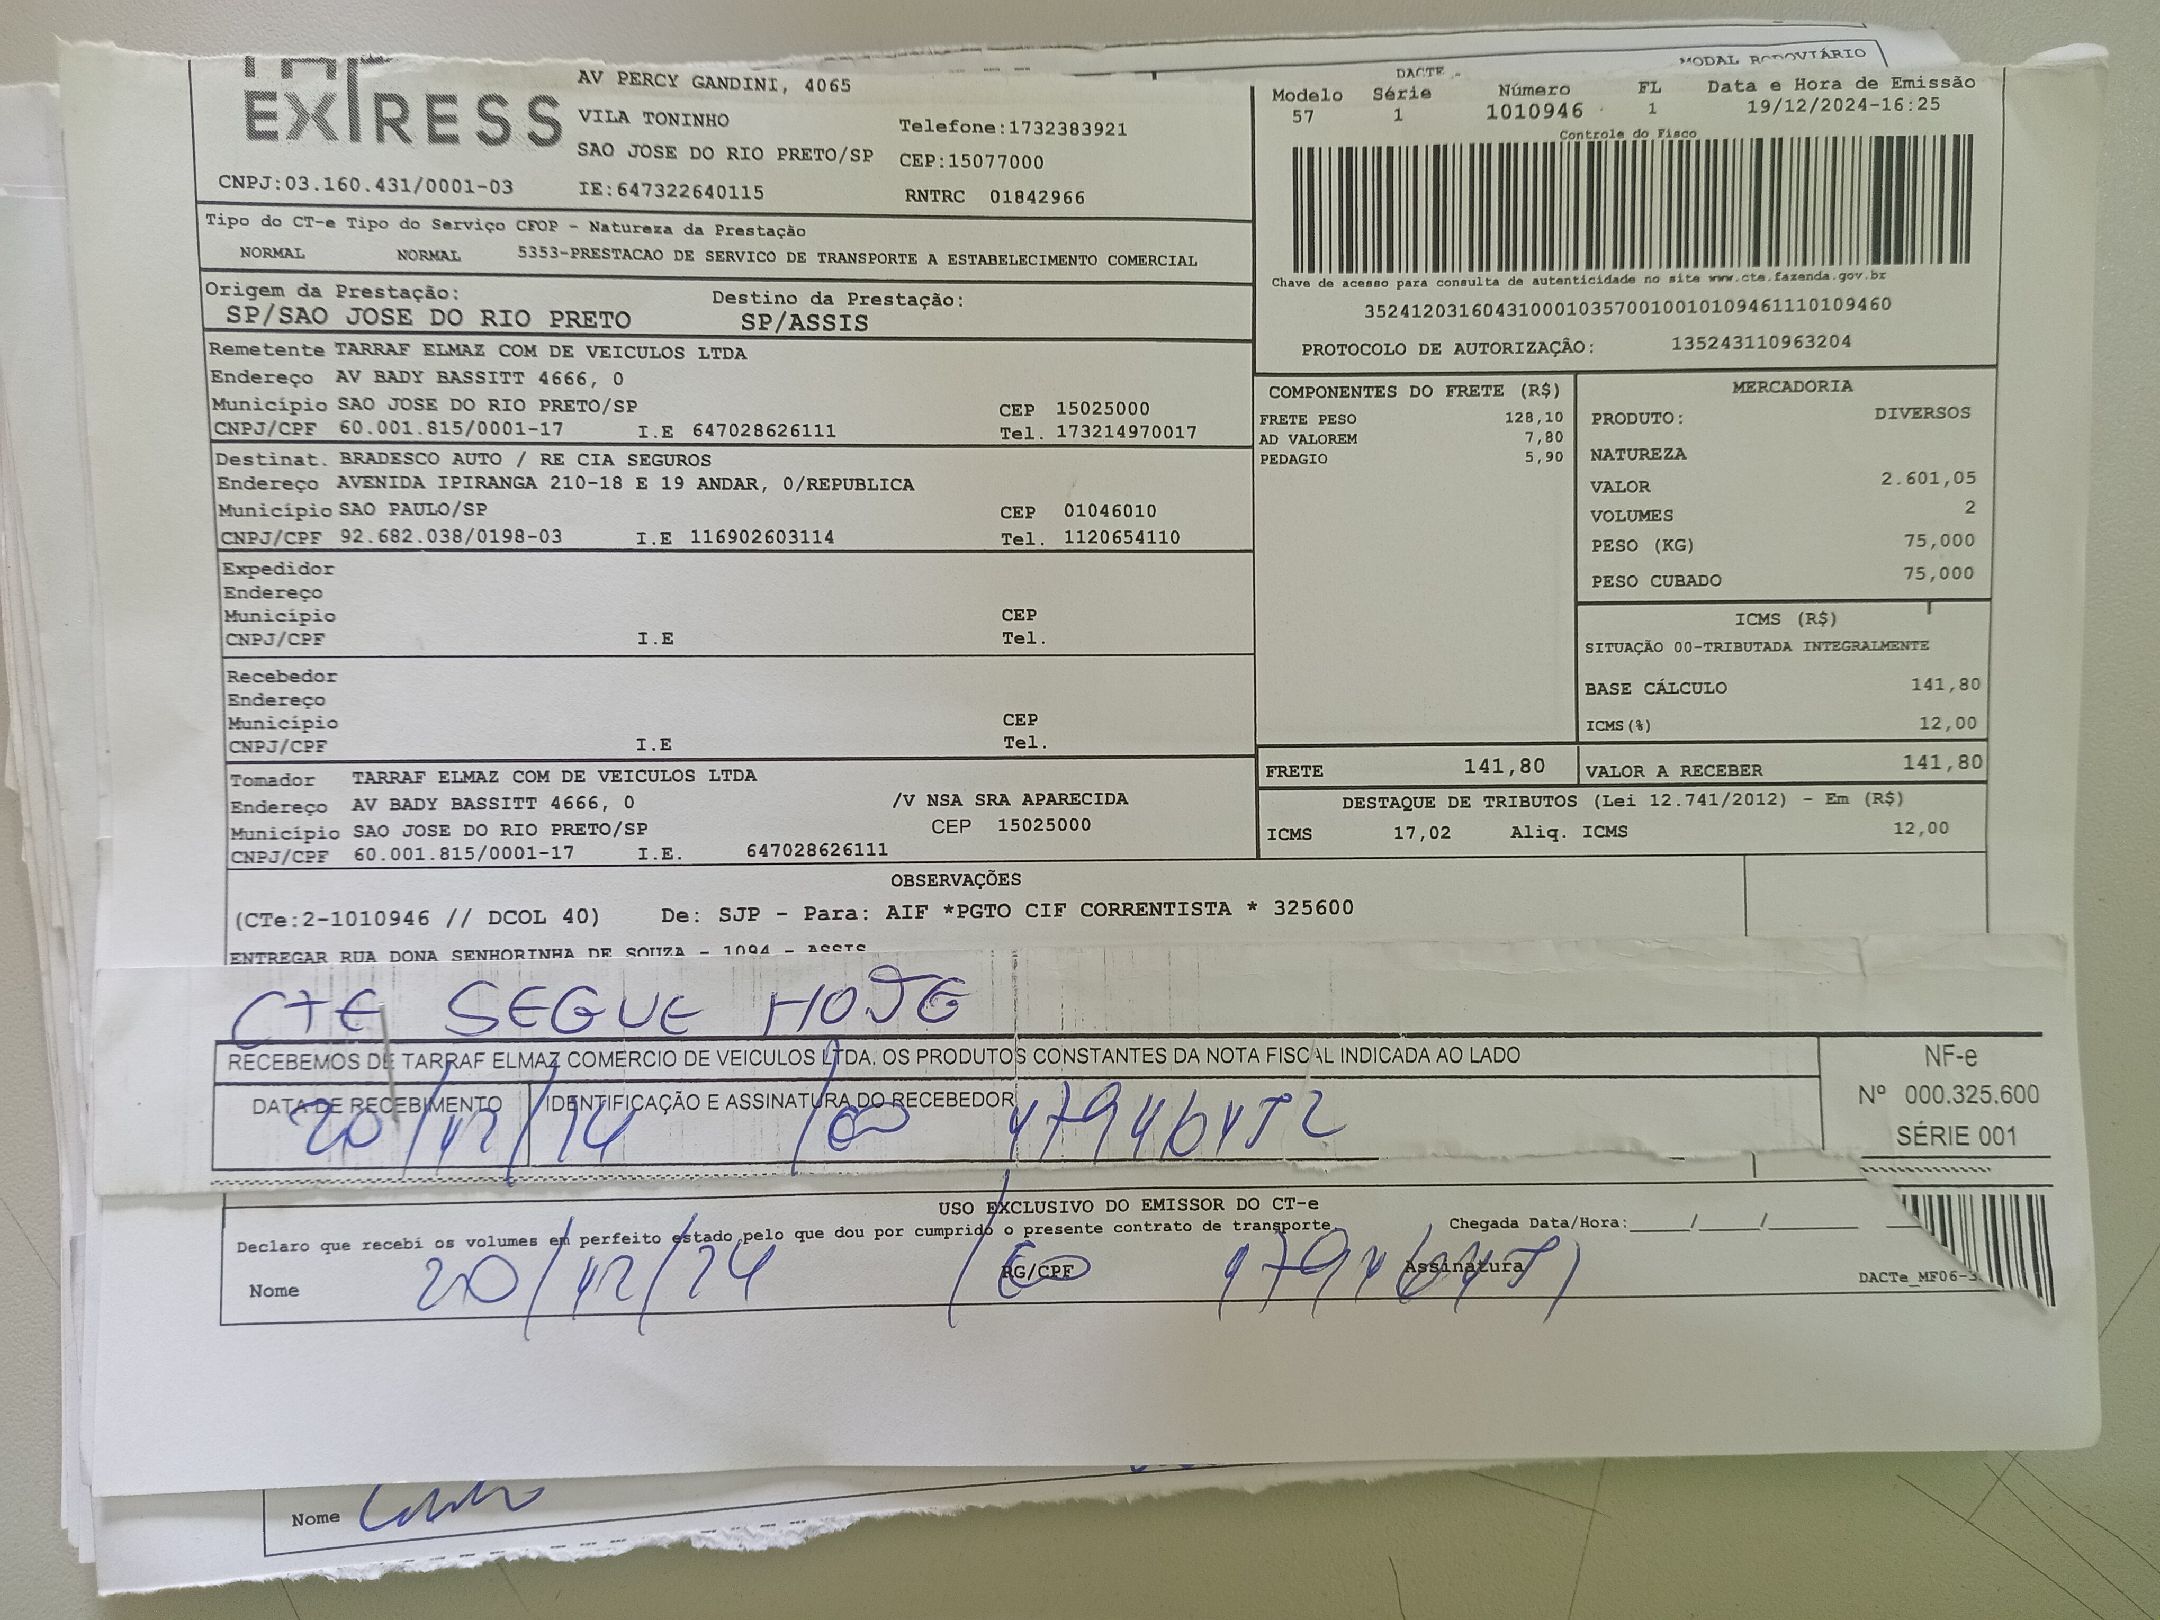 EXPRESS
AV PERCY GANDINI, 4065
VILA TONINHO
Telefone:1732383921
SAO JOSE DO RIO PRETO/SP CEP:15077000
CNPJ:03.160.431/0001-03 IE:647322640115 RNTRC 01842966
DACTE
MODAL RODOVIÁRIO
Modelo Série Número FL Data e Hora de Emissão
57 1 1010946 1 19/12/2024-16:25
Controle do Fisco
Chave de acesso para consulta de autenticidade no site www.cte.fazenda.gov.br
35241203160431000103570010010109461110109460
PROTOCOLO DE AUTORIZAÇÃO: 135243110963204
Tipo do CT-e Tipo do Serviço CFOP - Natureza da Prestação
NORMAL NORMAL 5353-PRESTACAO DE SERVICO DE TRANSPORTE A ESTABELECIMENTO COMERCIAL
Origem da Prestação: Destino da Prestação:
SP/SAO JOSE DO RIO PRETO SP/ASSIS
Remetente TARRAF ELMAZ COM DE VEICULOS LTDA
Endereço AV BADY BASSITT 4666, 0
Município SAO JOSE DO RIO PRETO/SP CEP 15025000
CNPJ/CPF 60.001.815/0001-17 I.E 647028626111 Tel. 173214970017
Destinat. BRADESCO AUTO / RE CIA SEGUROS
Endereço AVENIDA IPIRANGA 210-18 E 19 ANDAR, 0/REPUBLICA
Município SAO PAULO/SP CEP 01046010
CNPJ/CPF 92.682.038/0198-03 I.E 116902603114 Tel. 1120654110
Expedidor
Endereço
Município CEP
CNPJ/CPF I.E Tel.
Recebedor
Endereço
Município CEP
CNPJ/CPF I.E Tel.
Tomador TARRAF ELMAZ COM DE VEICULOS LTDA
Endereço AV BADY BASSITT 4666, 0 /V NSA SRA APARECIDA
Município SAO JOSE DO RIO PRETO/SP CEP 15025000
CNPJ/CPF 60.001.815/0001-17 I.E. 647028626111
COMPONENTES DO FRETE (R$)
FRETE PESO 128,10
AD VALOREM 7,80
PEDAGIO 5,90
MERCADORIA
PRODUTO: DIVERSOS
NATUREZA
VALOR 2.601,05
VOLUMES 2
PESO (KG) 75,000
PESO CUBADO 75,000
ICMS (R$)
SITUAÇÃO 00-TRIBUTADA INTEGRALMENTE
BASE CÁLCULO 141,80
ICMS(%) 12,00
FRETE 141,80 VALOR A RECEBER 141,80
DESTAQUE DE TRIBUTOS (Lei 12.741/2012) - Em (R$)
ICMS 17,02 Aliq. ICMS 12,00
OBSERVAÇÕES
(CTe:2-1010946 // DCOL 40) De: SJP - Para: AIF *PGTO CIF CORRENTISTA * 325600
ENTREGAR RUA DONA SENHORINHA DE SOUZA - 1094 - ASSIS
CTE SEGUE HOJE
RECEBEMOS DE TARRAF ELMAZ COMERCIO DE VEICULOS LTDA. OS PRODUTOS CONSTANTES DA NOTA FISCAL INDICADA AO LADO
NF-e
Nº 000.325.600
SÉRIE 001
DATA DE RECEBIMENTO IDENTIFICAÇÃO E ASSINATURA DO RECEBEDOR
20/12/24
USO EXCLUSIVO DO EMISSOR DO CT-e
Declaro que recebi os volumes em perfeito estado pelo que dou por cumprido o presente contrato de transporte
Chegada Data/Hora:_____/_____/_____
Nome 20/12/24 RG/CPF Assinatura
DACTe_MF06-3
Nome